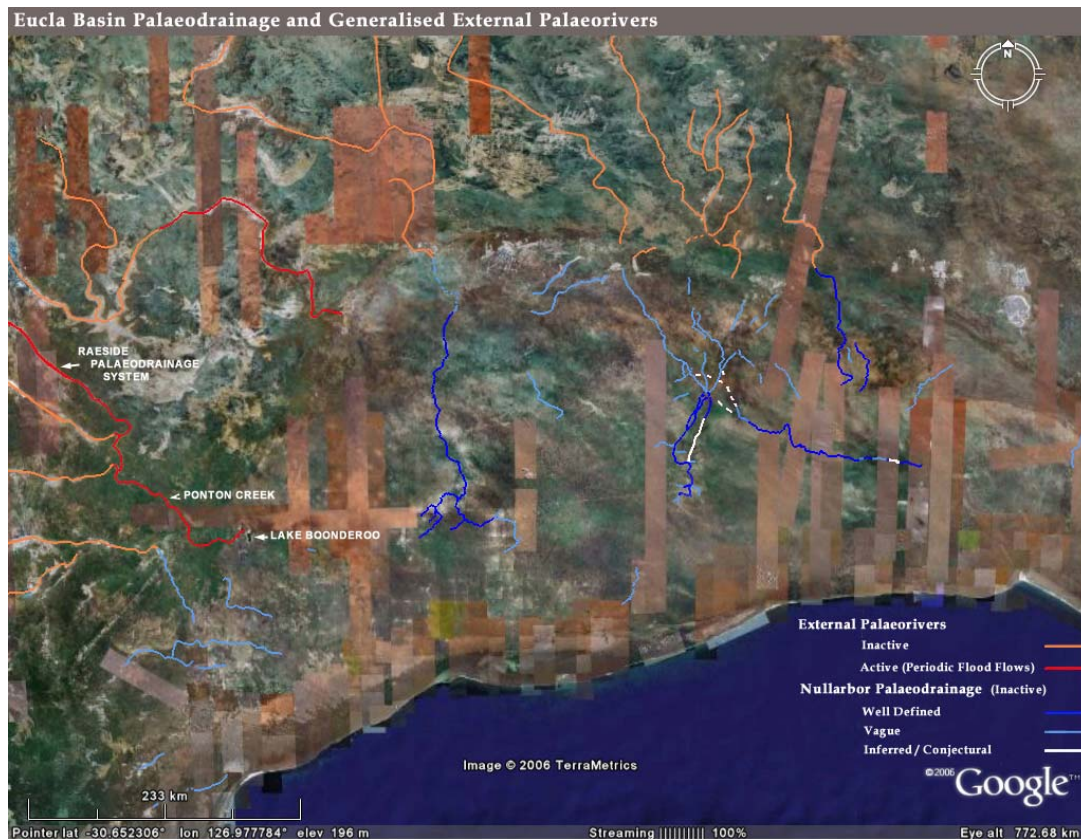 Eucla Basin Palaeodrainage and Generalised External Palaeorivers
N
RAESIDE
PALAEODRAINAGE
SYSTEM
PONTON CREEK
LAKE BOONDEROO
External Palaeorivers
Inactive
Active (Periodic Flood Flows)
Nullarbor Palaeodrainage (Inactive)
Well Defined
Vague
Inferred / Conjectural
Image © 2006 TerraMetrics
©2006 Google™
233 km
Pointer lat -30.652306° lon 126.977784° elev 196 m
Streaming |||||||||| 100%
Eye alt 772.68 km